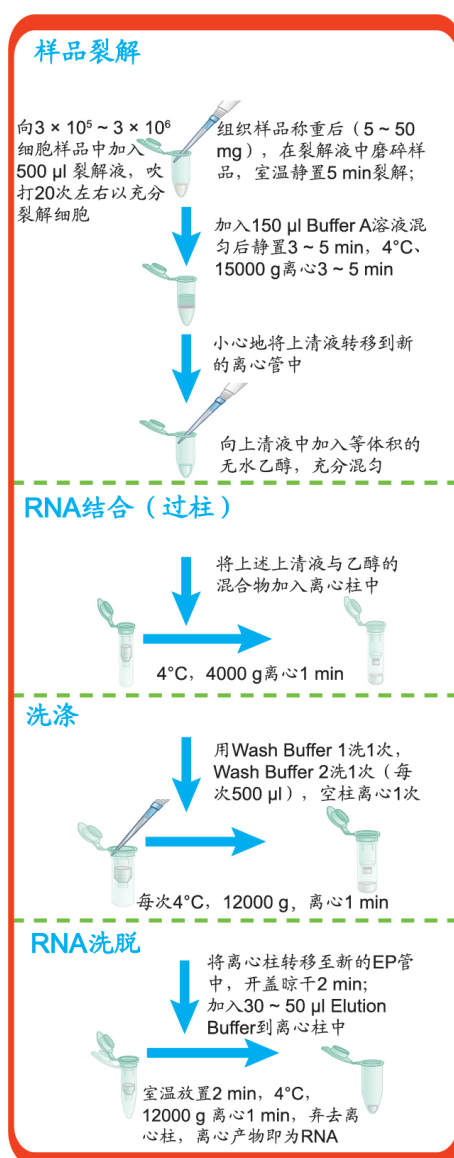 样品裂解
向3 × 10⁵ ~ 3 × 10⁶
细胞样品中加入
500 μl 裂解液，吹
打20次左右以充分
裂解细胞
组织样品称重后（5 ~ 50
mg），在裂解液中磨碎样
品，室温静置5 min裂解；
加入150 μl Buffer A溶液混
匀后静置3 ~ 5 min，4°C、
15000 g离心3 ~ 5 min
小心地将上清液转移到新
的离心管中
向上清液中加入等体积的
无水乙醇，充分混匀
RNA结合（过柱）
将上述上清液与乙醇的
混合物加入离心柱中
4°C，4000 g离心1 min
洗涤
用Wash Buffer 1洗1次，
Wash Buffer 2洗1次（每
次500 μl），空柱离心1次
每次4°C，12000 g，离心1 min
RNA洗脱
将离心柱转移至新的EP管
中，开盖晾干2 min；
加入30 ~ 50 μl Elution
Buffer到离心柱中
室温放置2 min，4°C，
12000 g 离心1 min，弃去离
心柱，离心产物即为RNA